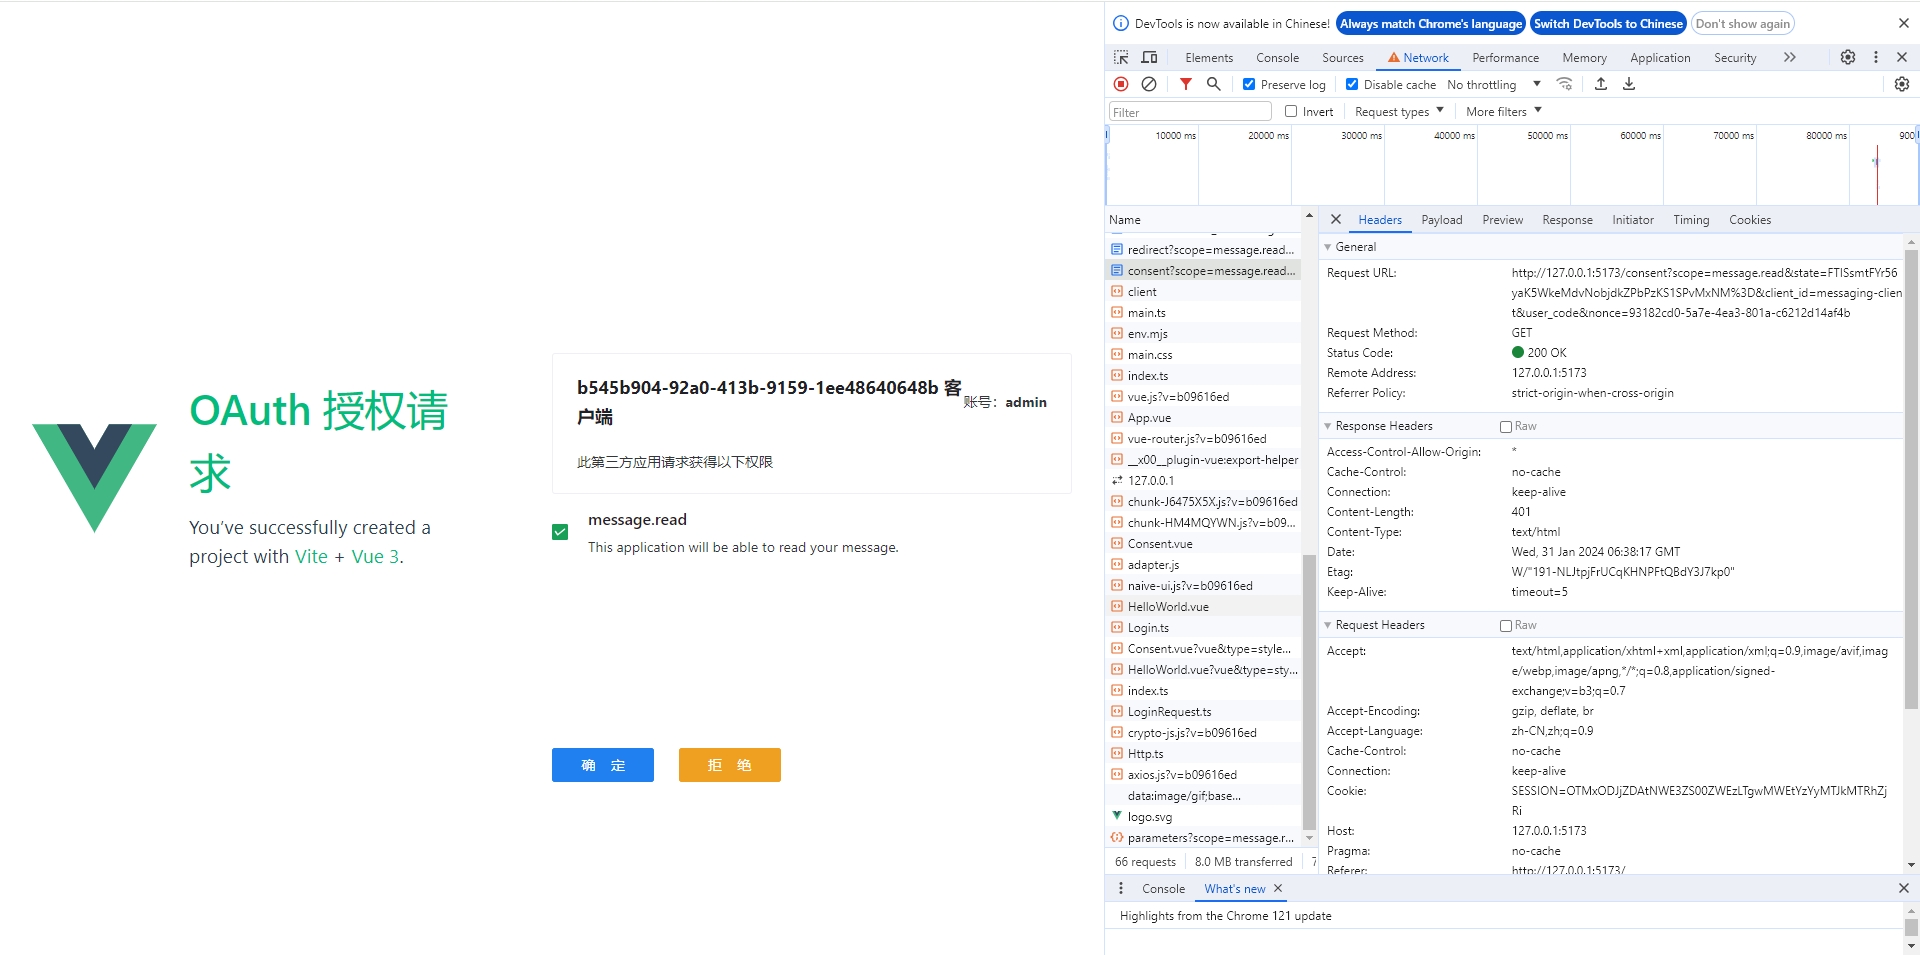 OAuth 授权请
求
You’ve successfully created a
project with Vite + Vue 3.
b545b904-92a0-413b-9159-1ee48640648b 客
户端
账号：admin
此第三方应用请求获得以下权限
message.read
This application will be able to read your message.
确 定
拒 绝
DevTools is now available in Chinese!
Always match Chrome's language
Switch DevTools to Chinese
Don't show again
Elements
Console
Sources
Network
Performance
Memory
Application
Security
Preserve log
Disable cache
No throttling
Filter
Invert
Request types
More filters
10000 ms
20000 ms
30000 ms
40000 ms
50000 ms
60000 ms
70000 ms
80000 ms
900
Name
redirect?scope=message.read...
consent?scope=message.read...
client
main.ts
env.mjs
main.css
index.ts
vue.js?v=b09616ed
App.vue
vue-router.js?v=b09616ed
__x00__plugin-vue:export-helper
127.0.0.1
chunk-J6475X5X.js?v=b09616ed
chunk-HM4MQYWN.js?v=b09...
Consent.vue
adapter.js
naive-ui.js?v=b09616ed
HelloWorld.vue
Login.ts
Consent.vue?vue&type=style...
HelloWorld.vue?vue&type=sty...
index.ts
LoginRequest.ts
crypto-js.js?v=b09616ed
Http.ts
axios.js?v=b09616ed
data:image/gif;base...
logo.svg
parameters?scope=message.r...
66 requests
8.0 MB transferred
7
Headers
Payload
Preview
Response
Initiator
Timing
Cookies
General
Request URL:
http://127.0.0.1:5173/consent?scope=message.read&state=FTISsmtFYr56
yaK5WkeMdvNobjdkZPbPzKS1SPvMxNM%3D&client_id=messaging-clien
t&user_code&nonce=93182cd0-5a7e-4ea3-801a-c6212d14af4b
Request Method:
GET
Status Code:
200 OK
Remote Address:
127.0.0.1:5173
Referrer Policy:
strict-origin-when-cross-origin
Response Headers
Raw
Access-Control-Allow-Origin:
*
Cache-Control:
no-cache
Connection:
keep-alive
Content-Length:
401
Content-Type:
text/html
Date:
Wed, 31 Jan 2024 06:38:17 GMT
Etag:
W/"191-NLJtpjFrUCqKHNPFtQBdY3J7kp0"
Keep-Alive:
timeout=5
Request Headers
Raw
Accept:
text/html,application/xhtml+xml,application/xml;q=0.9,image/avif,imag
e/webp,image/apng,*/*;q=0.8,application/signed-
exchange;v=b3;q=0.7
Accept-Encoding:
gzip, deflate, br
Accept-Language:
zh-CN,zh;q=0.9
Cache-Control:
no-cache
Connection:
keep-alive
Cookie:
SESSION=OTMxODJjZDAtNWE3ZS00ZWEzLTgwMWEtYzYyMTJkMTRhZj
Ri
Host:
127.0.0.1:5173
Pragma:
no-cache
Referer:
http://127.0.0.1:5173/
Console
What's new
Highlights from the Chrome 121 update